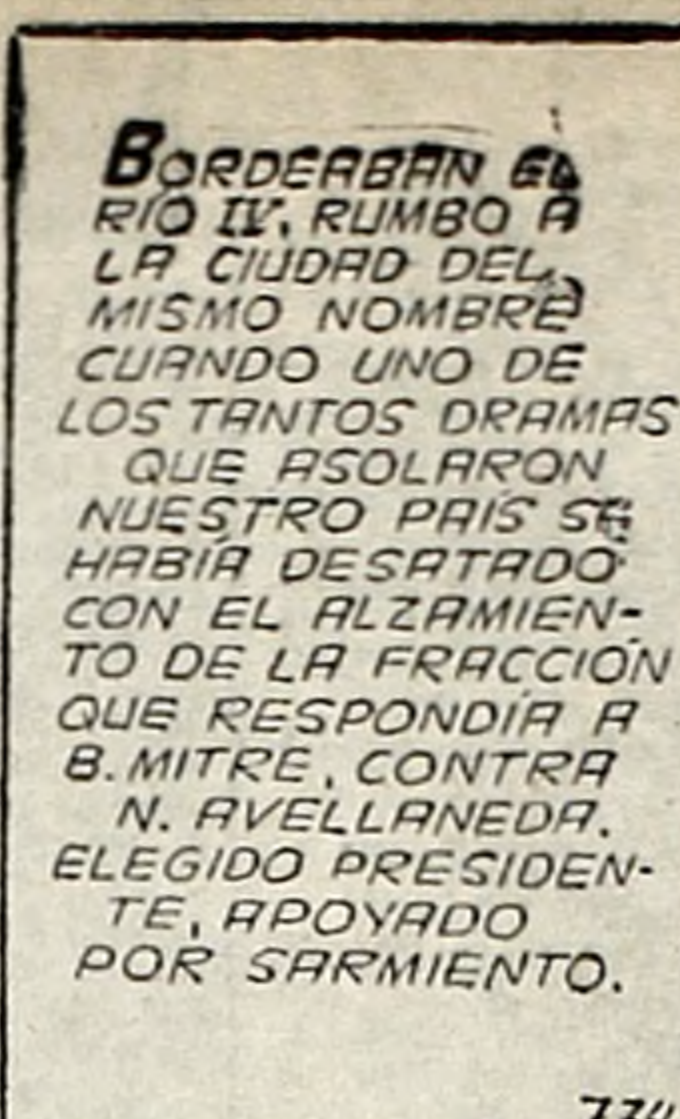 BORDEABAN EL
RIO IV, RUMBO A
LA CIUDAD DEL
MISMO NOMBRE
CUANDO UNO DE
LOS TANTOS DRAMAS
QUE ASOLARON
NUESTRO PAÍS SE
HABÍA DESATADO
CON EL ALZAMIEN-
TO DE LA FRACCIÓN
QUE RESPONDÍA A
B. MITRE, CONTRA
N. AVELLANEDA.
ELEGIDO PRESIDEN-
TE, APOYADO
POR SARMIENTO.